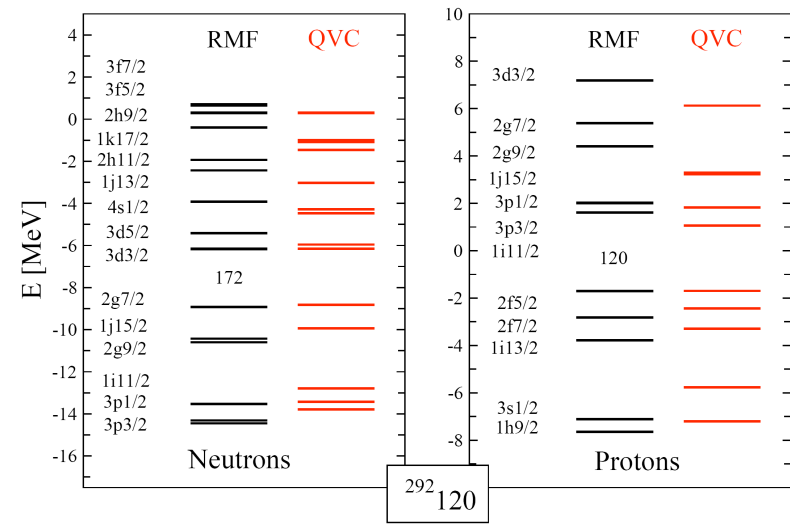 RMF QVC
3f7/2
3f5/2
2h9/2
1k17/2
2h11/2
1j13/2
4s1/2
3d5/2
3d3/2
172
2g7/2
1j15/2
2g9/2
1i11/2
3p1/2
3p3/2
Neutrons
E [MeV]
4
2
0
-2
-4
-6
-8
-10
-12
-14
-16
RMF QVC
3d3/2
2g7/2
2g9/2
1j15/2
3p1/2
3p3/2
1i11/2
120
2f5/2
2f7/2
1i13/2
3s1/2
1h9/2
Protons
10
8
6
4
2
0
-2
-4
-6
-8
²⁹²120